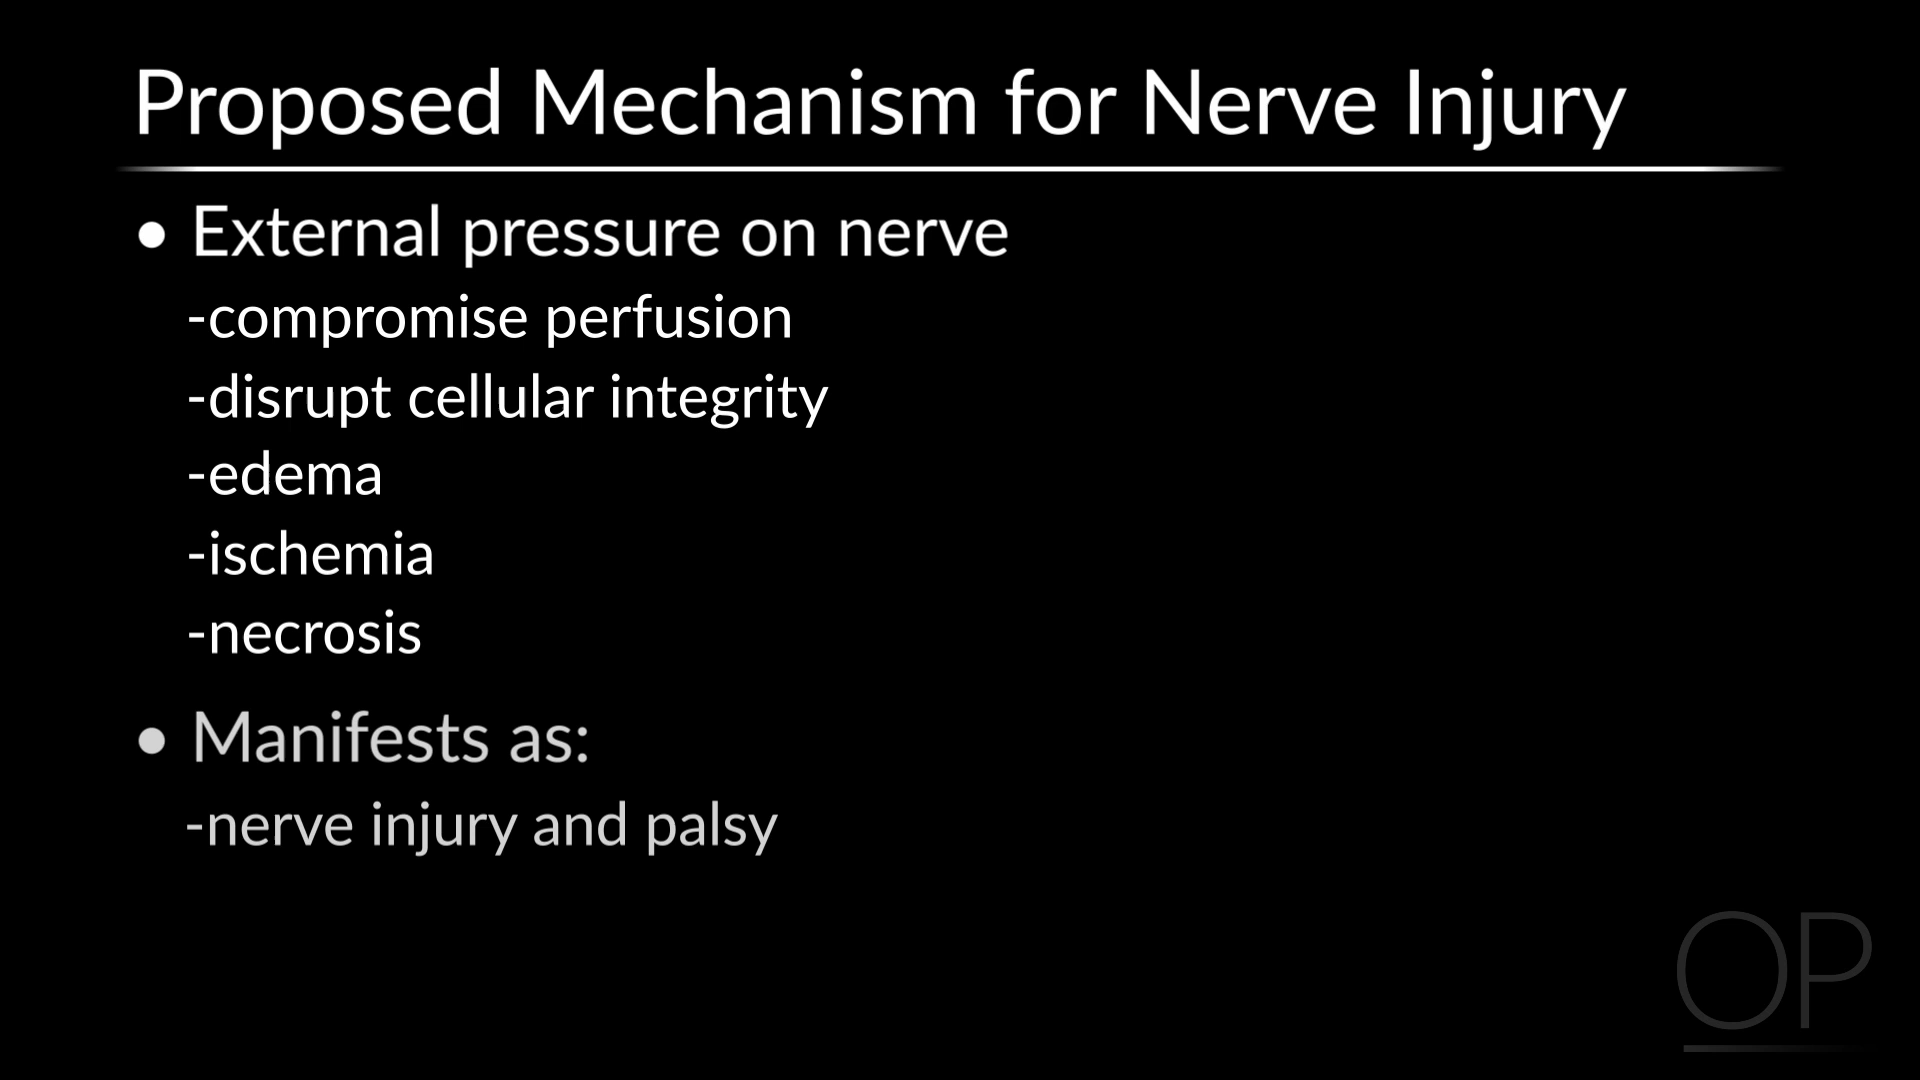 Proposed Mechanism for Nerve Injury
• External pressure on nerve
-compromise perfusion
-disrupt cellular integrity
-edema
-ischemia
-necrosis
• Manifests as:
-nerve injury and palsy
OP